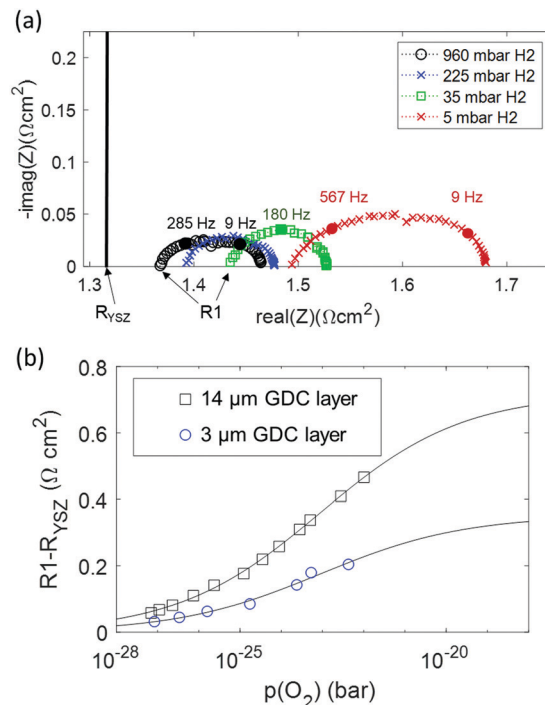 (a)
-imag(Z)(Ωcm²)
0.2
0.15
0.1
0.05
0
960 mbar H2
225 mbar H2
35 mbar H2
5 mbar H2
285 Hz 9 Hz 180 Hz 567 Hz 9 Hz
1.3 1.4 1.5 1.6 1.7
R_YSZ R1 real(Z)(Ωcm²)
(b)
R1-R_YSZ (Ω cm²)
0.8
0.6
0.4
0.2
0
14 μm GDC layer
3 μm GDC layer
10⁻²⁸ 10⁻²⁵ 10⁻²⁰
p(O₂) (bar)